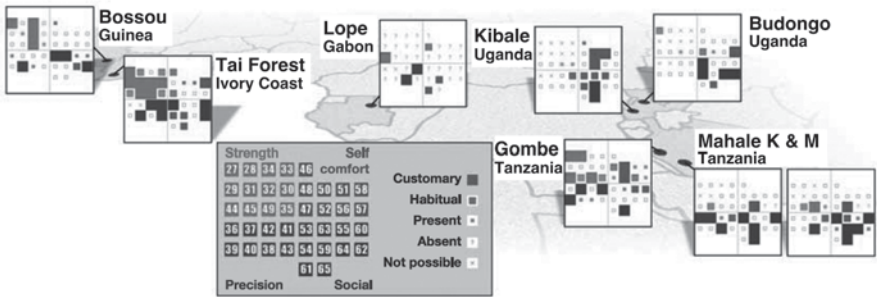 Bossou
Guinea
Tai Forest
Ivory Coast
Lope
Gabon
Kibale
Uganda
Budongo
Uganda
Gombe
Tanzania
Mahale K & M
Tanzania
Strength Self
comfort
27 28 34 33 46
29 31 32 30 48 50 51 58
44 45 49 35 47 52 56 57
36 37 42 41 53 63 55 60
39 40 38 43 54 59 64 62
61 65
Precision Social
Customary
Habitual
Present
Absent
Not possible